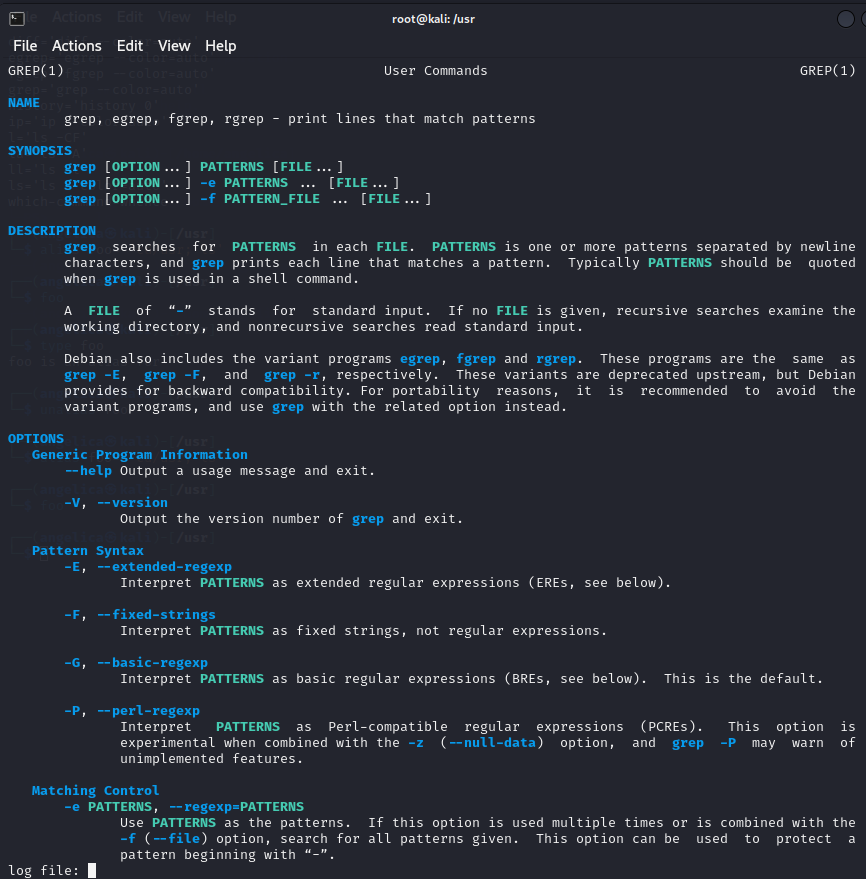 root@kali: /usr
File Actions Edit View Help
GREP(1) User Commands GREP(1)
NAME
grep, egrep, fgrep, rgrep - print lines that match patterns
SYNOPSIS
grep [OPTION...] PATTERNS [FILE...]
grep [OPTION...] -e PATTERNS ... [FILE...]
grep [OPTION...] -f PATTERN_FILE ... [FILE...]
DESCRIPTION
grep searches for PATTERNS in each FILE. PATTERNS is one or more patterns separated by newline
characters, and grep prints each line that matches a pattern. Typically PATTERNS should be quoted
when grep is used in a shell command.
A FILE of “-” stands for standard input. If no FILE is given, recursive searches examine the
working directory, and nonrecursive searches read standard input.
Debian also includes the variant programs egrep, fgrep and rgrep. These programs are the same as
grep -E, grep -F, and grep -r, respectively. These variants are deprecated upstream, but Debian
provides for backward compatibility. For portability reasons, it is recommended to avoid the
variant programs, and use grep with the related option instead.
OPTIONS
Generic Program Information
--help Output a usage message and exit.
-V, --version
Output the version number of grep and exit.
Pattern Syntax
-E, --extended-regexp
Interpret PATTERNS as extended regular expressions (EREs, see below).
-F, --fixed-strings
Interpret PATTERNS as fixed strings, not regular expressions.
-G, --basic-regexp
Interpret PATTERNS as basic regular expressions (BREs, see below). This is the default.
-P, --perl-regexp
Interpret PATTERNS as Perl-compatible regular expressions (PCREs). This option is
experimental when combined with the -z (--null-data) option, and grep -P may warn of
unimplemented features.
Matching Control
-e PATTERNS, --regexp=PATTERNS
Use PATTERNS as the patterns. If this option is used multiple times or is combined with the
-f (--file) option, search for all patterns given. This option can be used to protect a
pattern beginning with “-”.
log file: